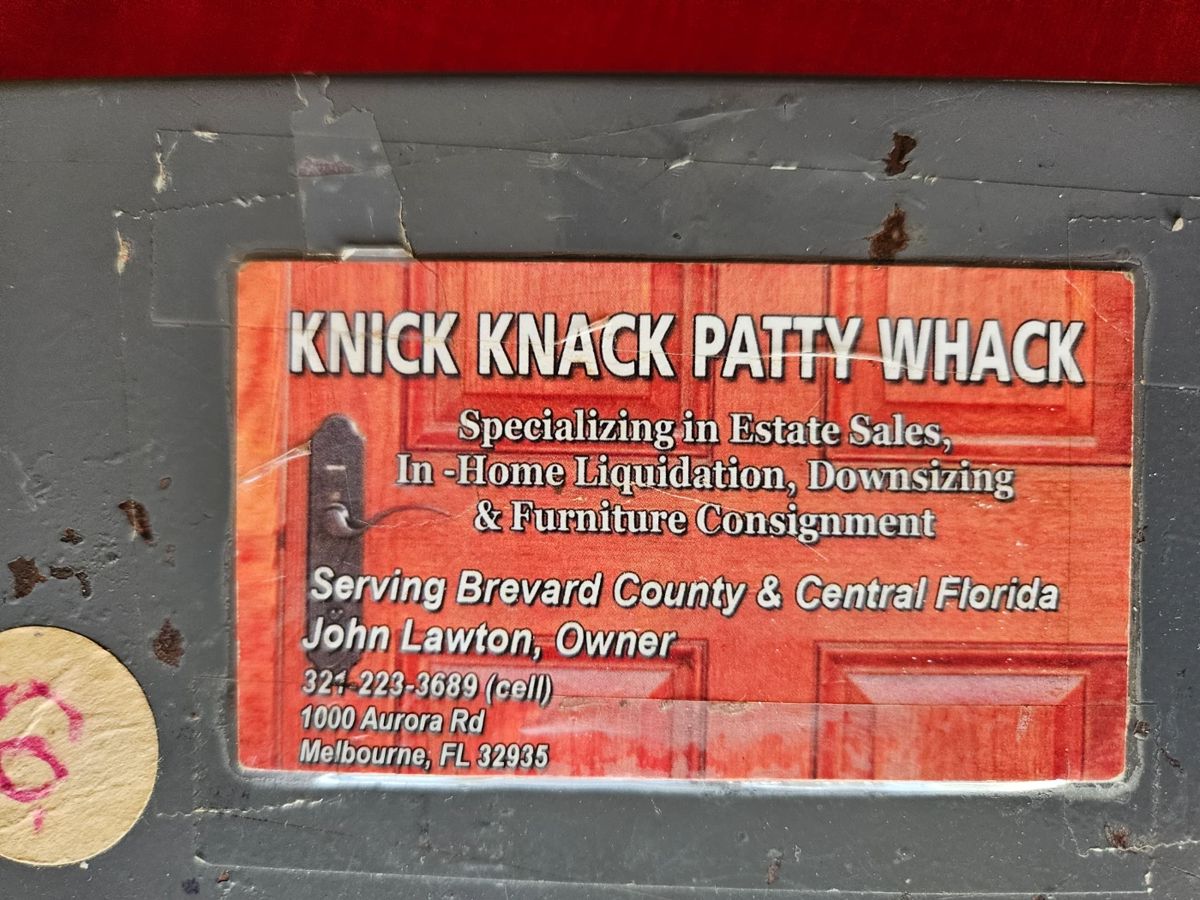 KNICK KNACK PATTY WHACK
Specializing in Estate Sales,
In -Home Liquidation, Downsizing
& Furniture Consignment
Serving Brevard County & Central Florida
John Lawton, Owner
321-223-3689 (cell)
1000 Aurora Rd
Melbourne, FL 32935